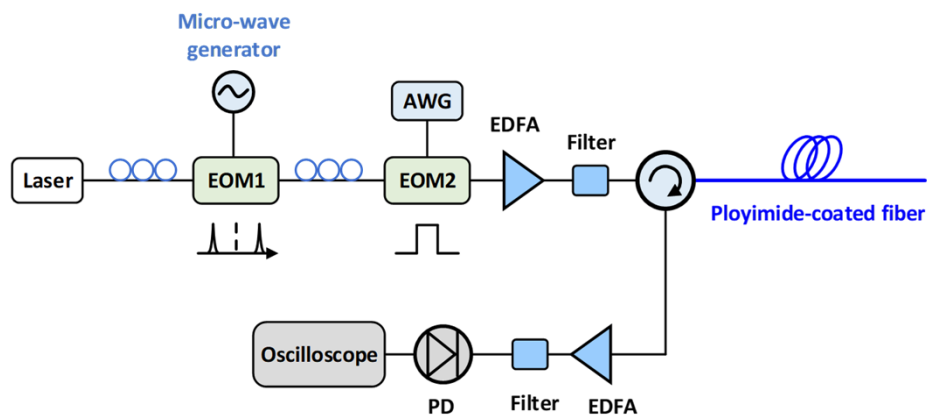 Micro-wave
generator
AWG
EDFA
Filter
Laser
EOM1
EOM2
Ployimide-coated fiber
Oscilloscope
PD
Filter
EDFA